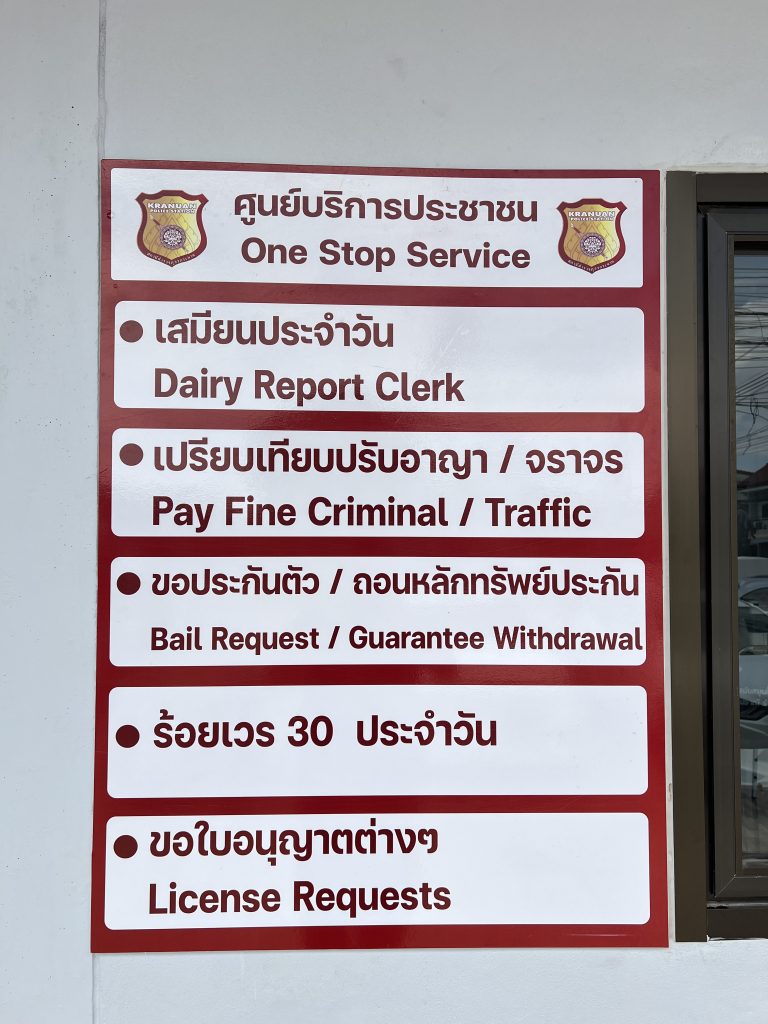 KRANUAN
POLICE STATION
ศูนย์บริการประชาชน
One Stop Service
KRANUAN
POLICE STATION
● เสมียนประจำวัน
Dairy Report Clerk
● เปรียบเทียบปรับอาญา / จราจร
Pay Fine Criminal / Traffic
● ขอประกันตัว / ถอนหลักทรัพย์ประกัน
Bail Request / Guarantee Withdrawal
● ร้อยเวร 30 ประจำวัน
● ขอใบอนุญาตต่างๆ
License Requests